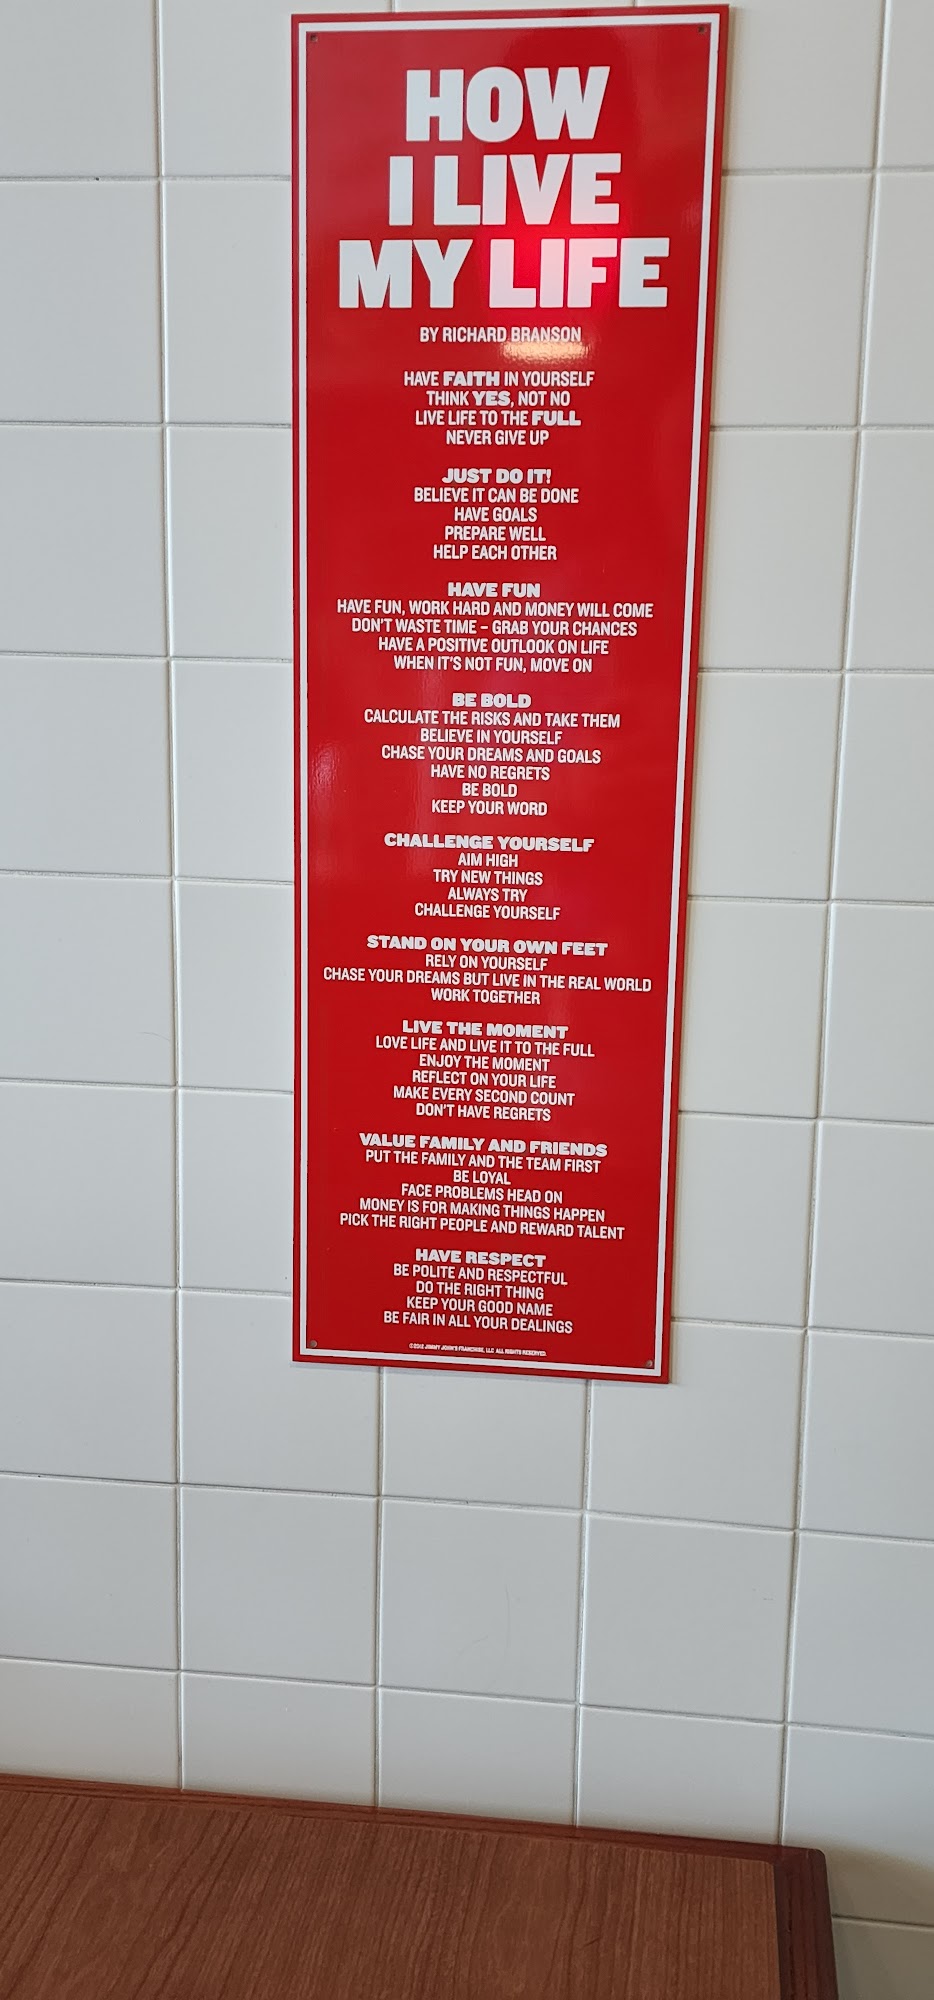 HOW
I LIVE
MY LIFE
BY RICHARD BRANSON
HAVE FAITH IN YOURSELF
THINK YES, NOT NO
LIVE LIFE TO THE FULL
NEVER GIVE UP
JUST DO IT!
BELIEVE IT CAN BE DONE
HAVE GOALS
PREPARE WELL
HELP EACH OTHER
HAVE FUN
HAVE FUN, WORK HARD AND MONEY WILL COME
DON'T WASTE TIME – GRAB YOUR CHANCES
HAVE A POSITIVE OUTLOOK ON LIFE
WHEN IT'S NOT FUN, MOVE ON
BE BOLD
CALCULATE THE RISKS AND TAKE THEM
BELIEVE IN YOURSELF
CHASE YOUR DREAMS AND GOALS
HAVE NO REGRETS
BE BOLD
KEEP YOUR WORD
CHALLENGE YOURSELF
AIM HIGH
TRY NEW THINGS
ALWAYS TRY
CHALLENGE YOURSELF
STAND ON YOUR OWN FEET
RELY ON YOURSELF
CHASE YOUR DREAMS BUT LIVE IN THE REAL WORLD
WORK TOGETHER
LIVE THE MOMENT
LOVE LIFE AND LIVE IT TO THE FULL
ENJOY THE MOMENT
REFLECT ON YOUR LIFE
MAKE EVERY SECOND COUNT
DON'T HAVE REGRETS
VALUE FAMILY AND FRIENDS
PUT THE FAMILY AND THE TEAM FIRST
BE LOYAL
FACE PROBLEMS HEAD ON
MONEY IS FOR MAKING THINGS HAPPEN
PICK THE RIGHT PEOPLE AND REWARD TALENT
HAVE RESPECT
BE POLITE AND RESPECTFUL
DO THE RIGHT THING
KEEP YOUR GOOD NAME
BE FAIR IN ALL YOUR DEALINGS
©2012 JIMMY JOHN'S FRANCHISE, LLC ALL RIGHTS RESERVED.